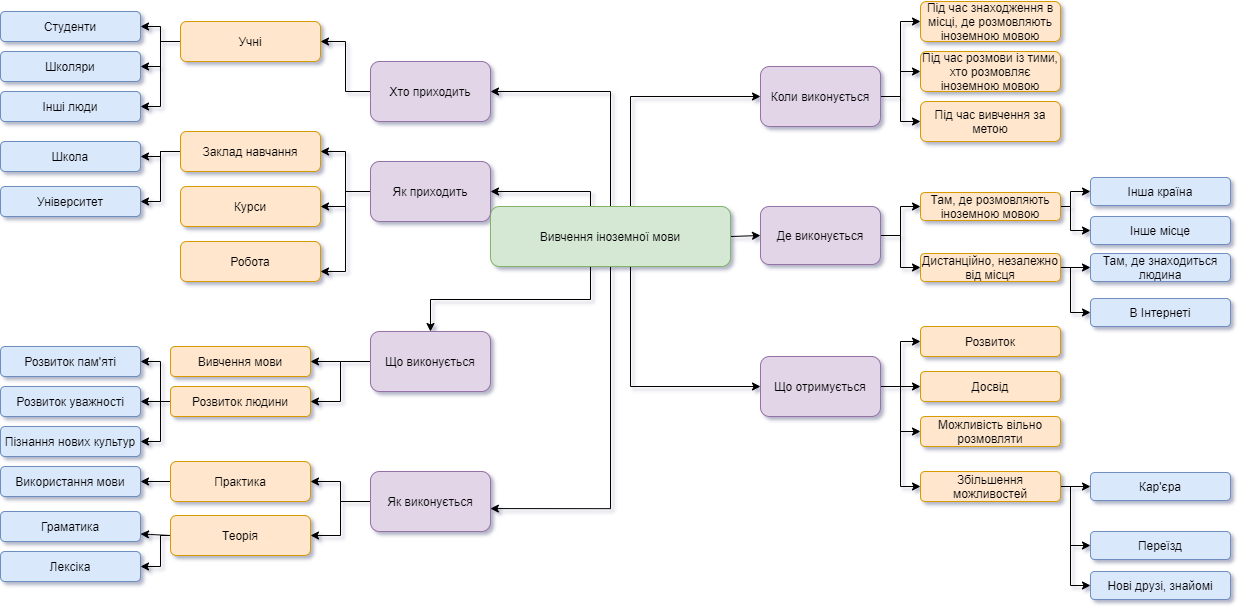 Студенти
Школяри
Інші люди
Учні
Хто приходить
Школа
Університет
Заклад навчання
Курси
Робота
Як приходить
Вивчення іноземної мови
Розвиток пам'яті
Розвиток уважності
Пізнання нових культур
Вивчення мови
Розвиток людини
Що виконується
Використання мови
Граматика
Лексіка
Практика
Теорія
Як виконується
Коли виконується
Під час знаходження в
місці, де розмовляють
іноземною мовою
Під час розмови із тими,
хто розмовляє
іноземною мовою
Під час вивчення за
метою
Де виконується
Там, де розмовляють
іноземною мовою
Інша країна
Інше місце
Дистанційно, незалежно
від місця
Там, де знаходиться
людина
В Інтернеті
Що отримується
Розвиток
Досвід
Можливість вільно
розмовляти
Збільшення
можливостей
Кар'єра
Переїзд
Нові друзі, знайомі